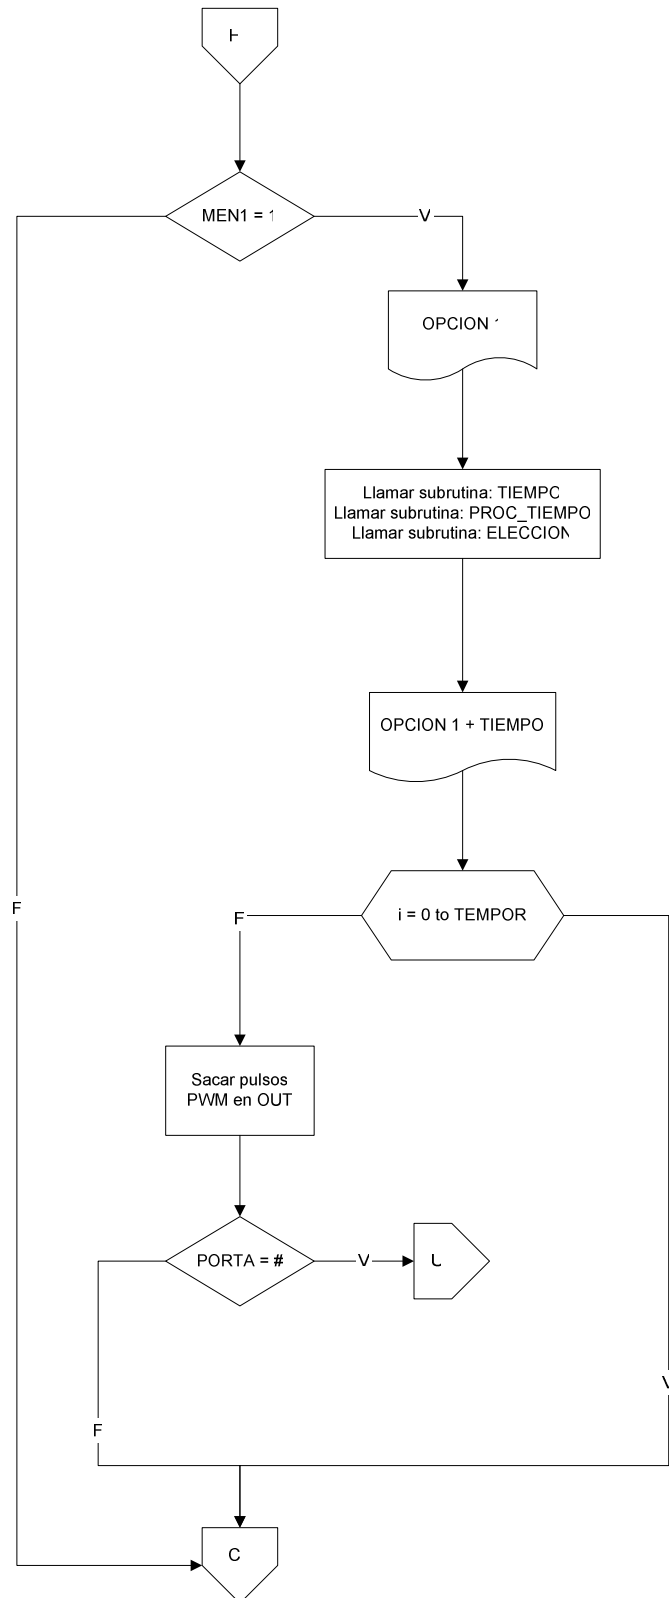 MEN1 = 1
V
OPCION
Llamar subrutina: TIEMPO
Llamar subrutina: PROC_TIEMPO
Llamar subrutina: ELECCION
OPCION 1 + TIEMPO
F
i = 0 to TEMPOR
F
Sacar pulsos
PWM en OUT
PORTA = #
V
V
F
C